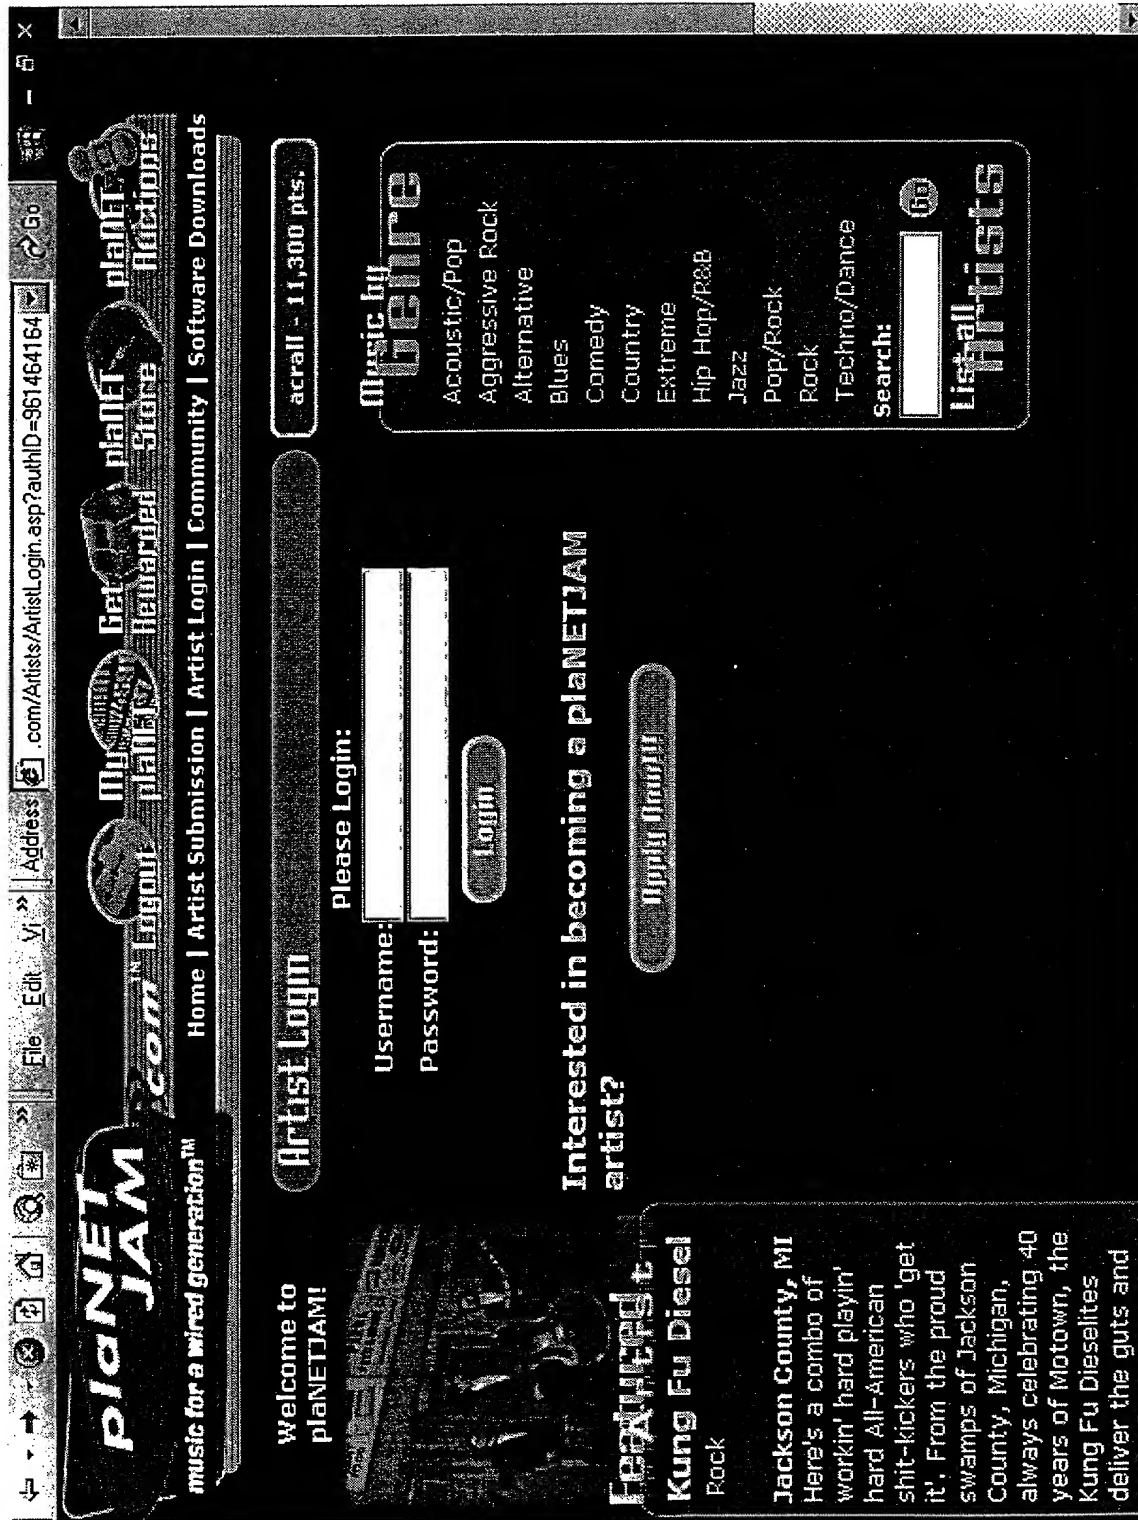 File Edit Vi » Address .com/Artists/ArtistLogin.asp?authID=961464164 Go
plaNET JAM .com™
music for a wired generation™
Logout
My plaNET
Get Rewarded
plaNET Store
plaNET Auctions
Home | Artist Submission | Artist Login | Community | Software Downloads
Welcome to
plaNETJAM!
Artist Login
acrall - 11,300 pts.
Please Login:
Username:
Password:
Login
Interested in becoming a plaNETJAM
artist?
Apply Now!!!
Featured
Artist
Kung Fu Diesel
Rock
Jackson County, MI
Here's a combo of
workin' hard playin'
hard All-American
shit-kickers who 'get
it'. From the proud
swamps of Jackson
County, Michigan,
always celebrating 40
years of Motown, the
Kung Fu Dieselites
deliver the guts and
Music by
Genre
Acoustic/Pop
Aggressive Rock
Alternative
Blues
Comedy
Country
Extreme
Hip Hop/R&B
Jazz
Pop/Rock
Rock
Techno/Dance
Search:
Go
List all
Artists